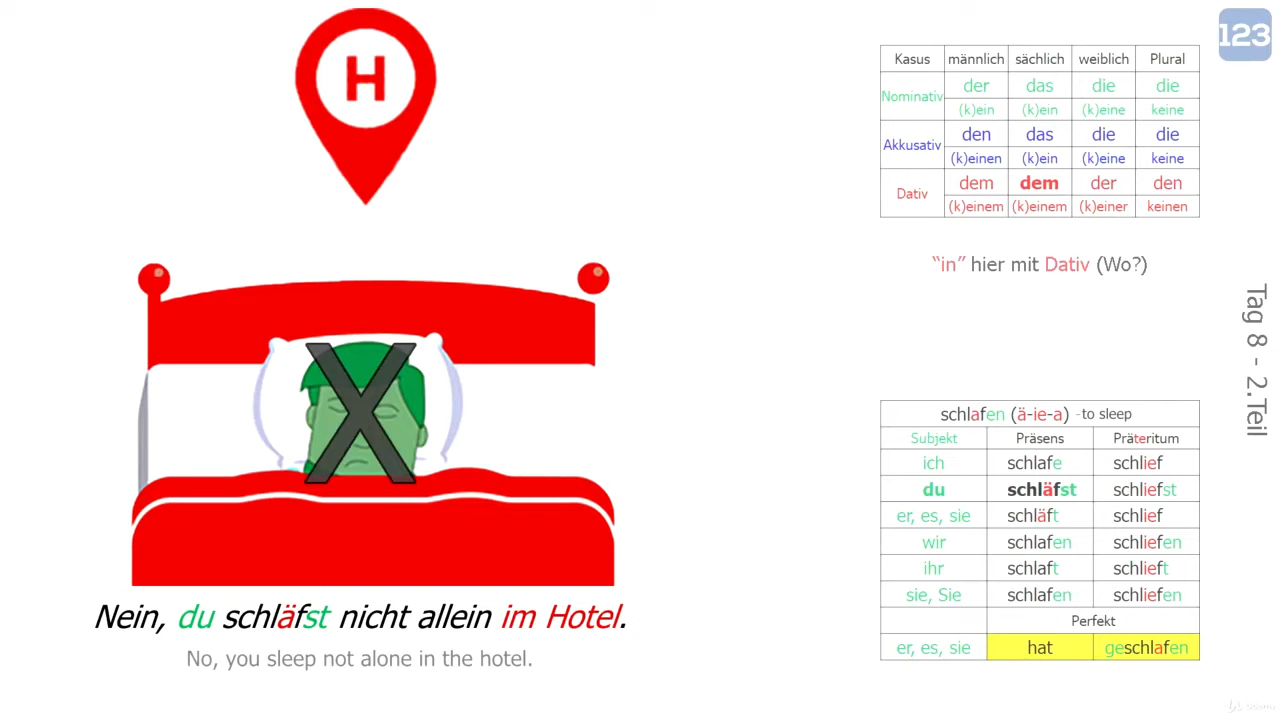 H
Nein, du schläfst nicht allein im Hotel.
No, you sleep not alone in the hotel.
123
Kasus männlich sächlich weiblich Plural
Nominativ der das die die
(k)ein (k)ein (k)eine keine
Akkusativ den das die die
(k)einen (k)ein (k)eine keine
Dativ dem dem der den
(k)einem (k)einem (k)einer keinen
“in” hier mit Dativ (Wo?)
Tag 8 - 2.Teil
schlafen (ä-ie-a) - to sleep
Subjekt Präsens Präteritum
ich schlafe schlief
du schläfst schliefst
er, es, sie schläft schlief
wir schlafen schliefen
ihr schlaft schlieft
sie, Sie schlafen schliefen
Perfekt
er, es, sie hat geschlafen